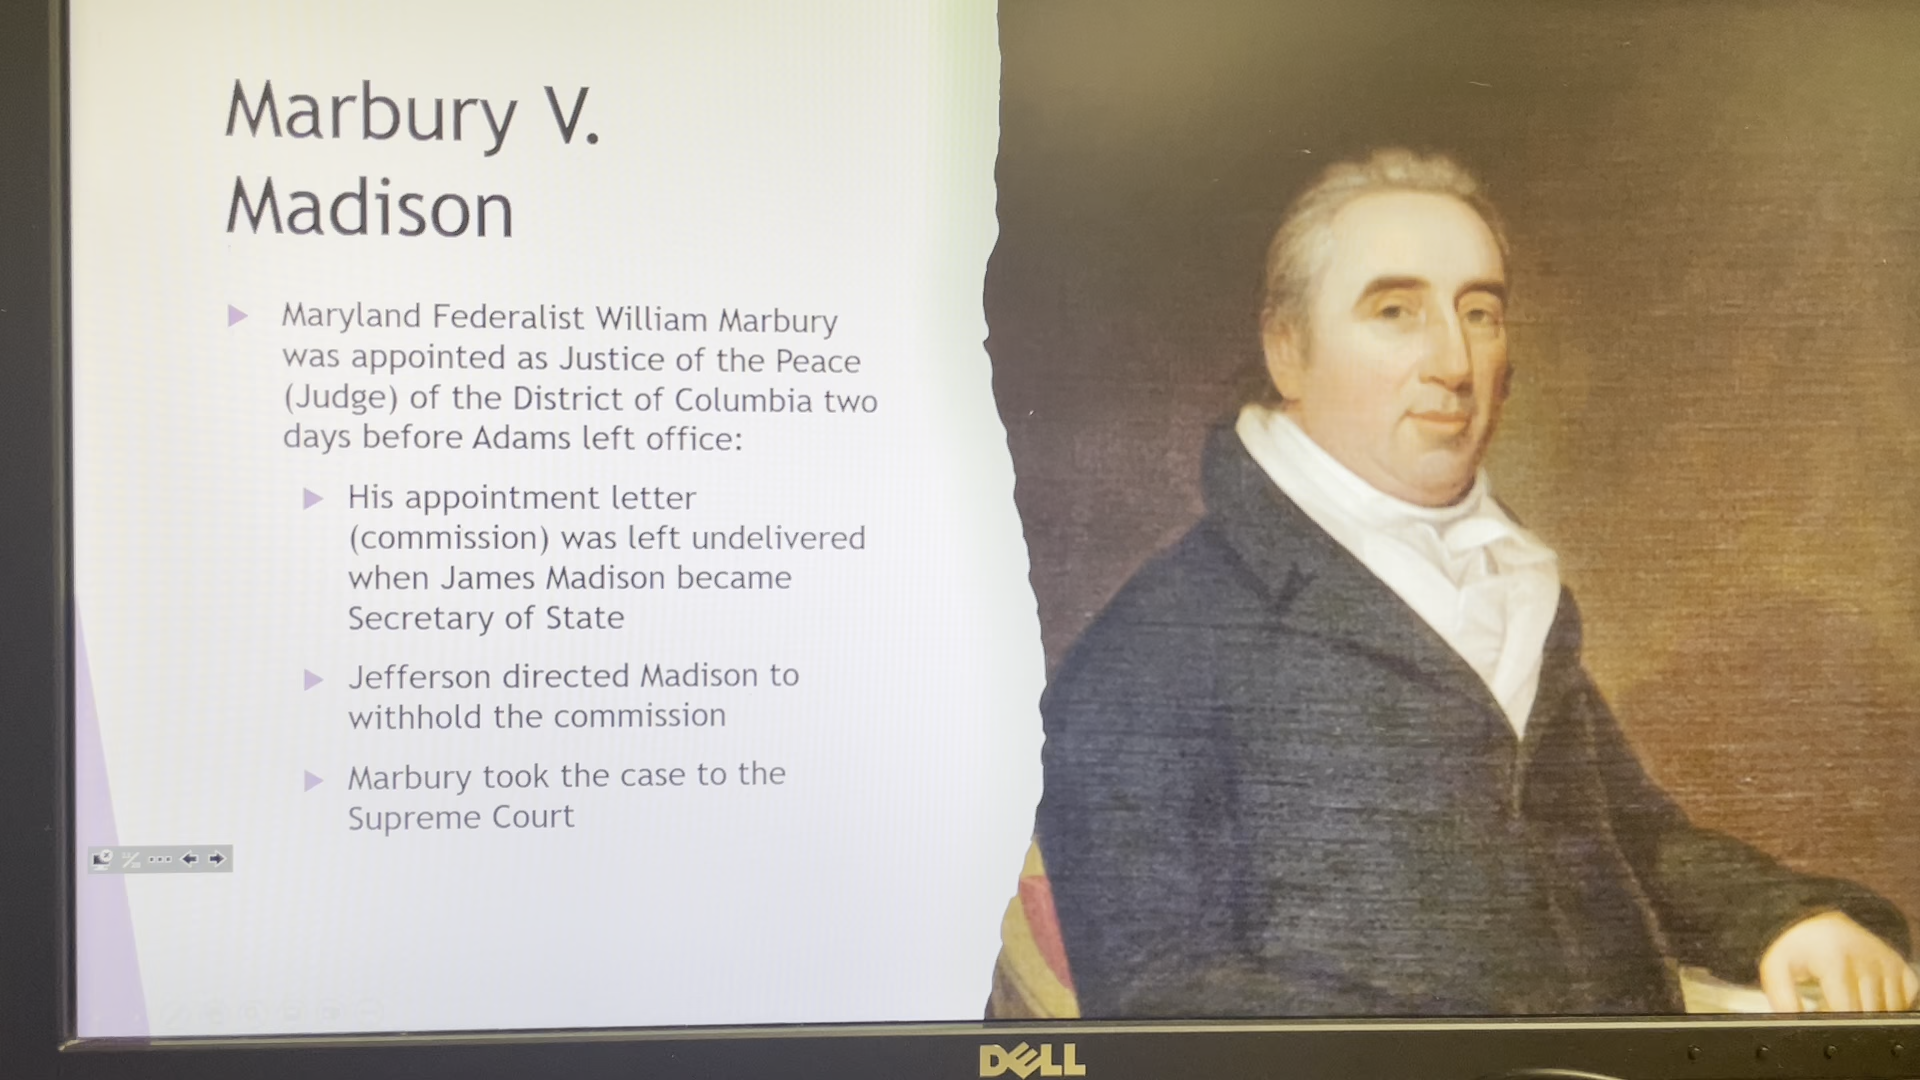 Marbury V.
Madison
Maryland Federalist William Marbury
was appointed as Justice of the Peace
(Judge) of the District of Columbia two
days before Adams left office:
His appointment letter
(commission) was left undelivered
when James Madison became
Secretary of State
Jefferson directed Madison to
withhold the commission
Marbury took the case to the
Supreme Court
DELL